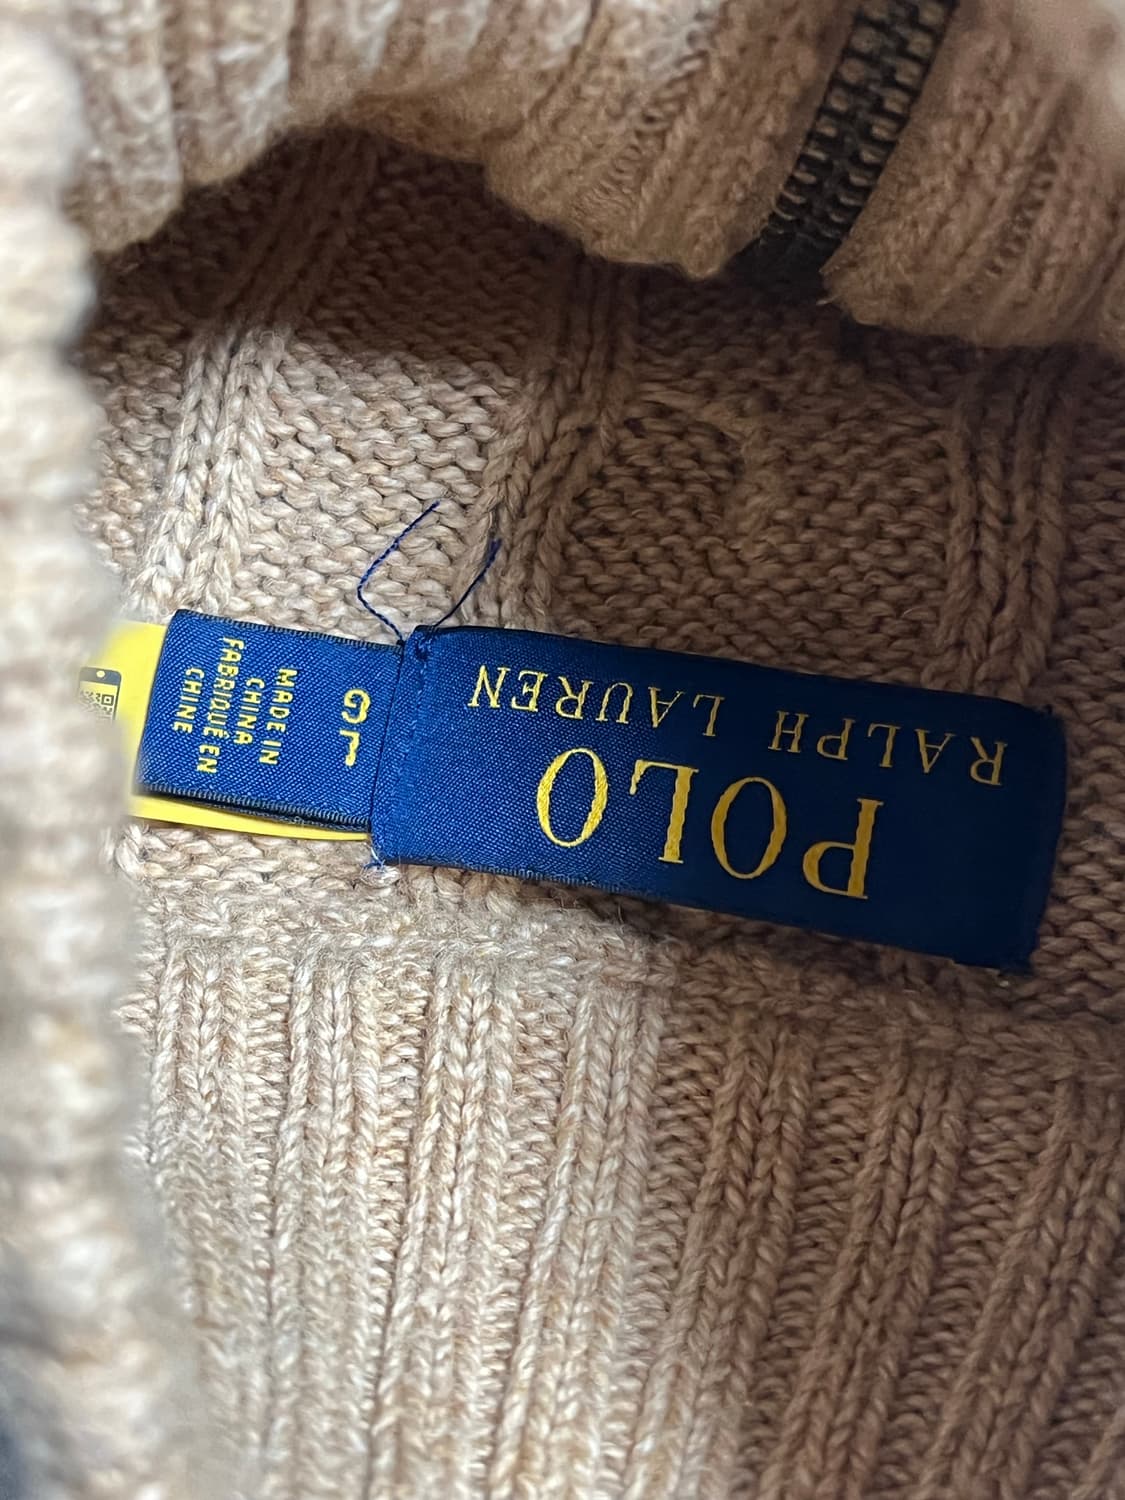 POLO
RALPH LAUREN
L
G
MADE IN
CHINA
FABRIQUÉ EN
CHINE